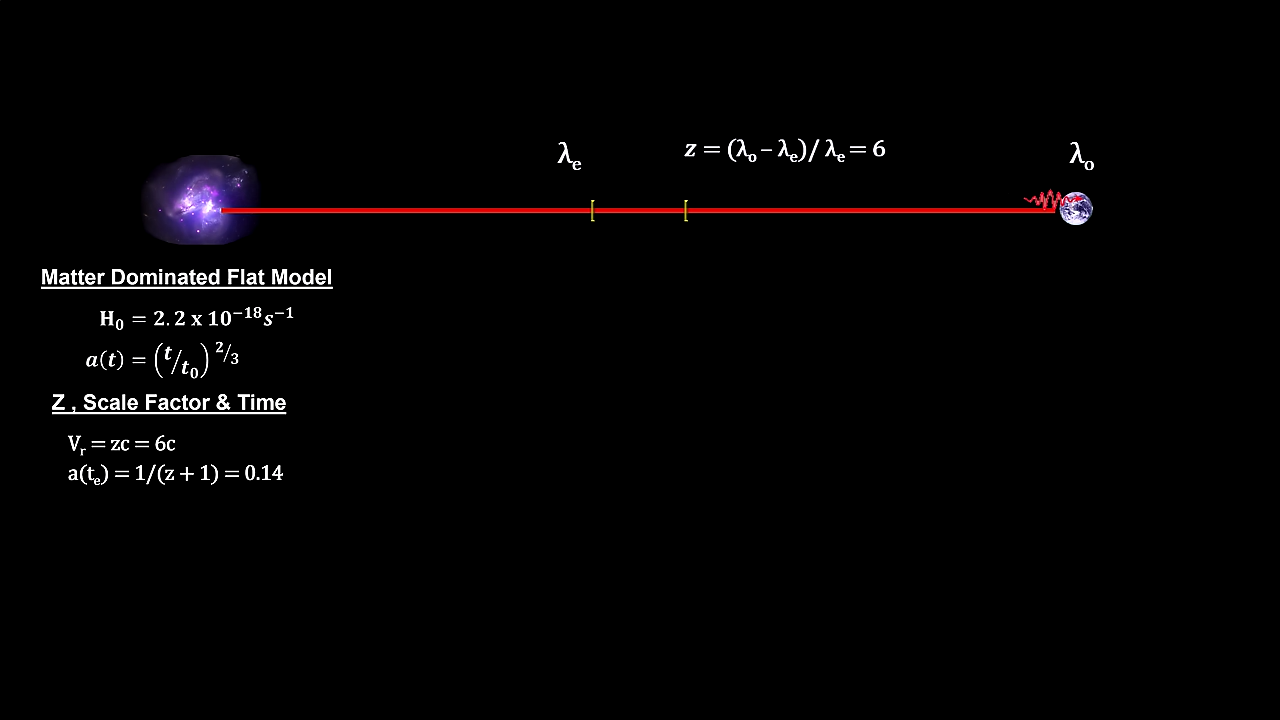 λₑ
z = (λₒ – λₑ)/ λₑ = 6
λₒ
Matter Dominated Flat Model
H₀ = 2.2 x 10⁻¹⁸s⁻¹
a(t) = (t/t₀)^2/3
Z , Scale Factor & Time
Vᵣ = zc = 6c
a(tₑ) = 1/(z + 1) = 0.14